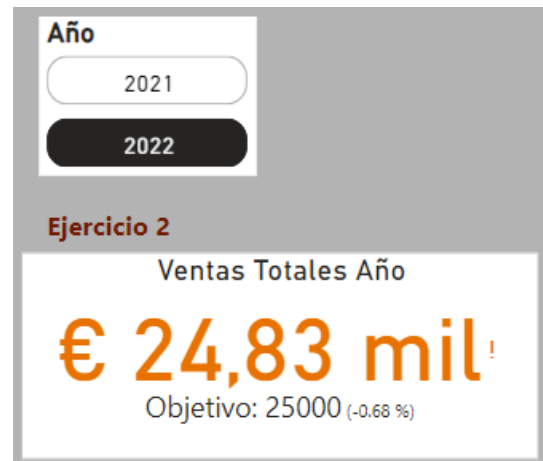 Año
2021
2022
Ejercicio 2
Ventas Totales Año
€ 24,83 mil !
Objetivo: 25000 (-0.68 %)